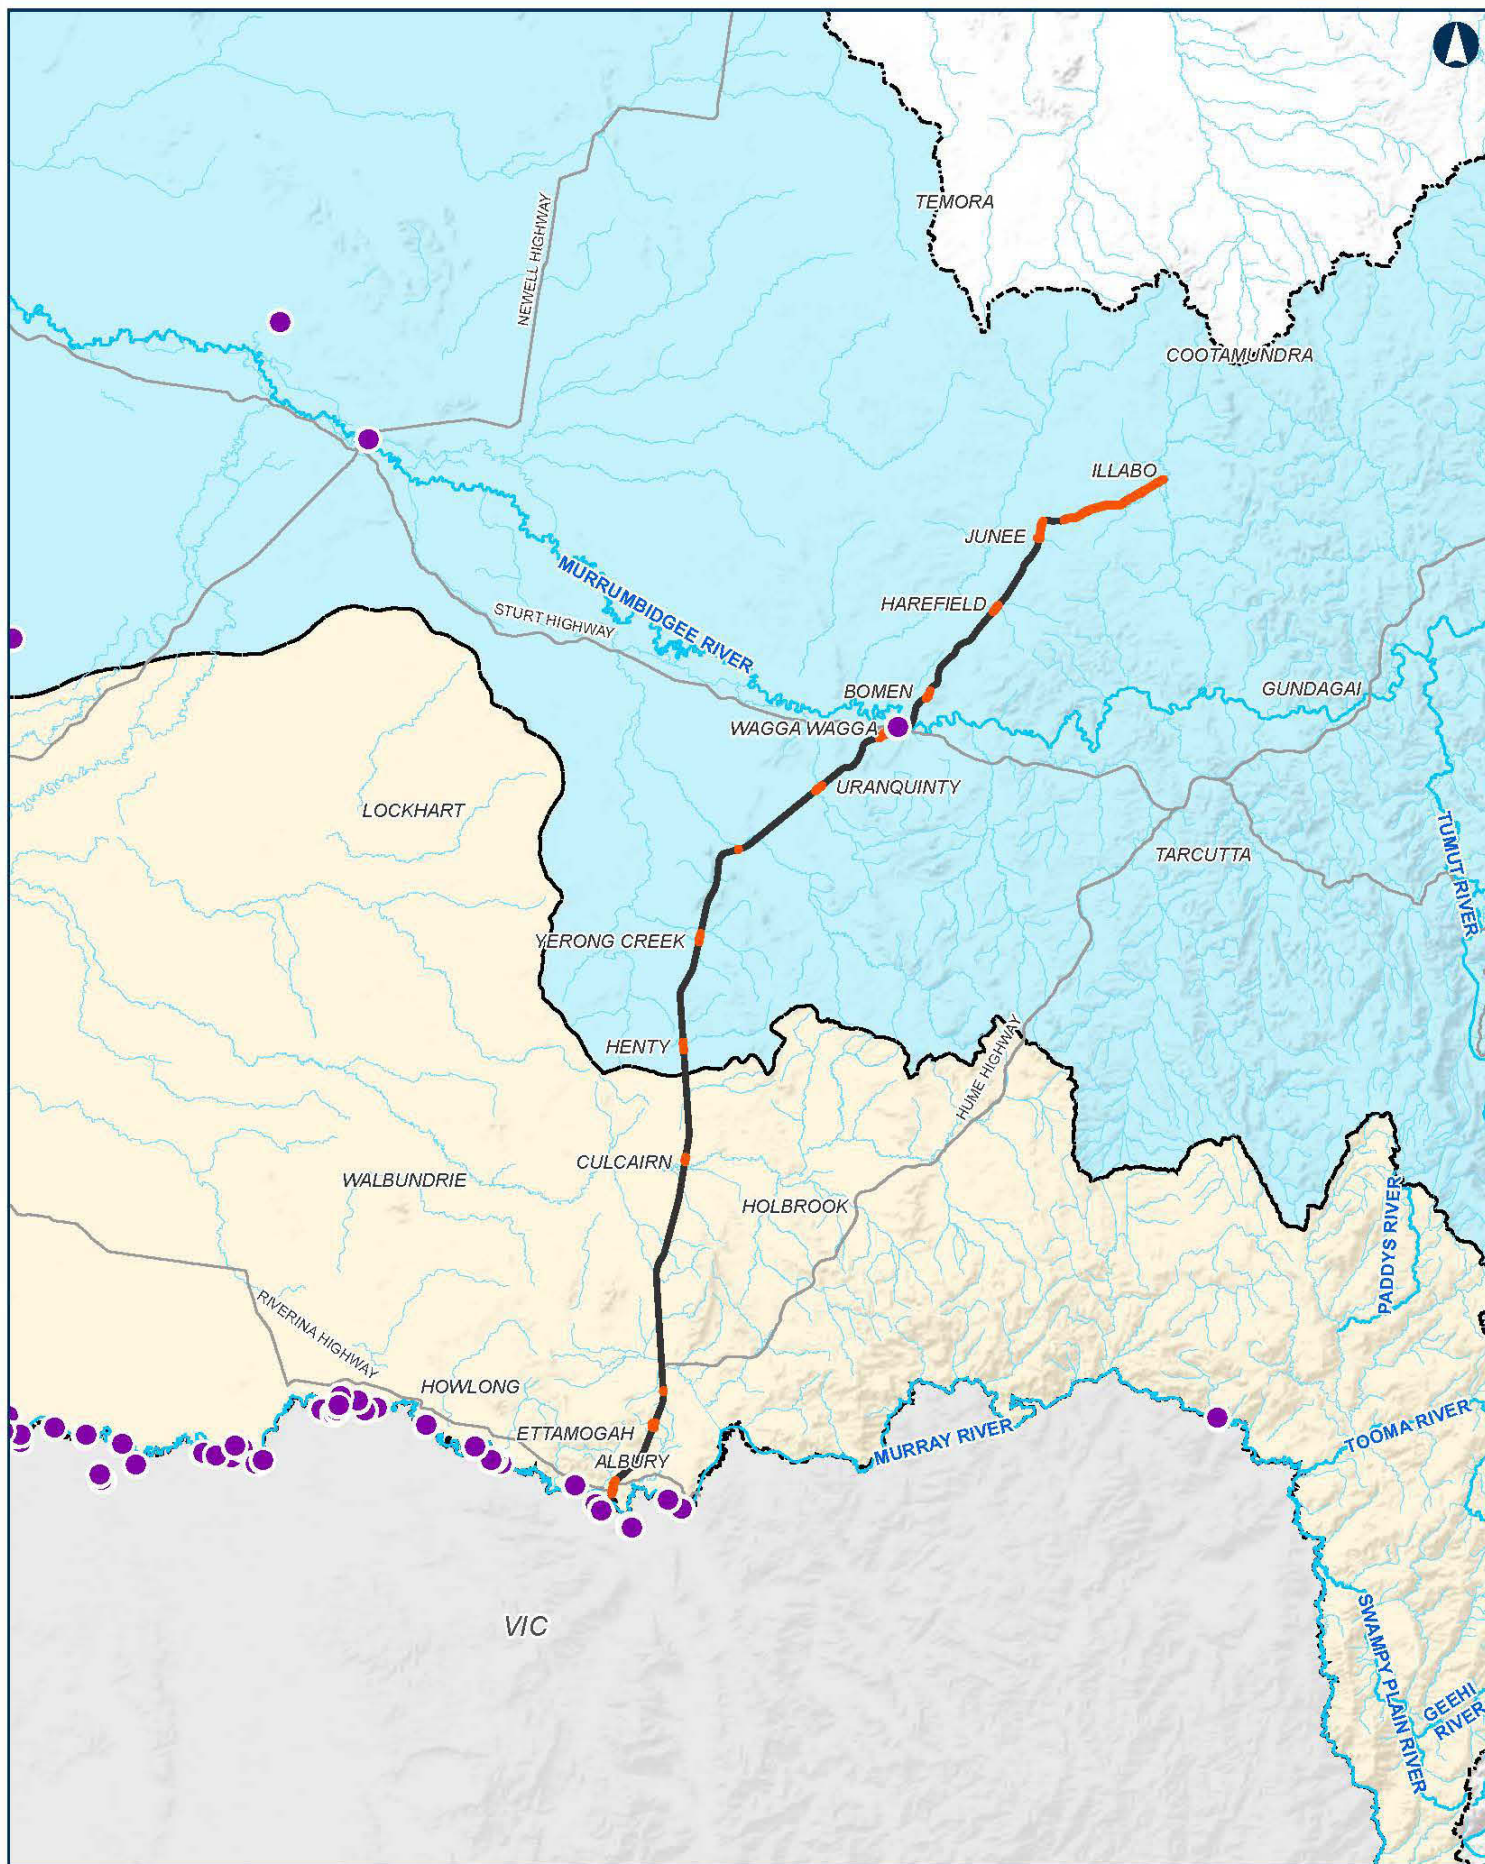 TEMORA
NEWELL HIGHWAY
COOTAMUNDRA
ILLABO
JUNEE
MURRUMBIDGEE RIVER
HAREFIELD
STURT HIGHWAY
BOMEN
GUNDAGAI
WAGGA WAGGA
URANQUINTY
LOCKHART
TARCUTTA
TUMUT RIVER
YERONG CREEK
HENTY
HUME HIGHWAY
CULCAIRN
WALBUNDRIE
HOLBROOK
PADDYS RIVER
RIVERINA HIGHWAY
HOWLONG
ETTAMOGAH
MURRAY RIVER
TOOMA RIVER
ALBURY
VIC
SWAMPY PLAIN RIVER
GEEHI
RIVER